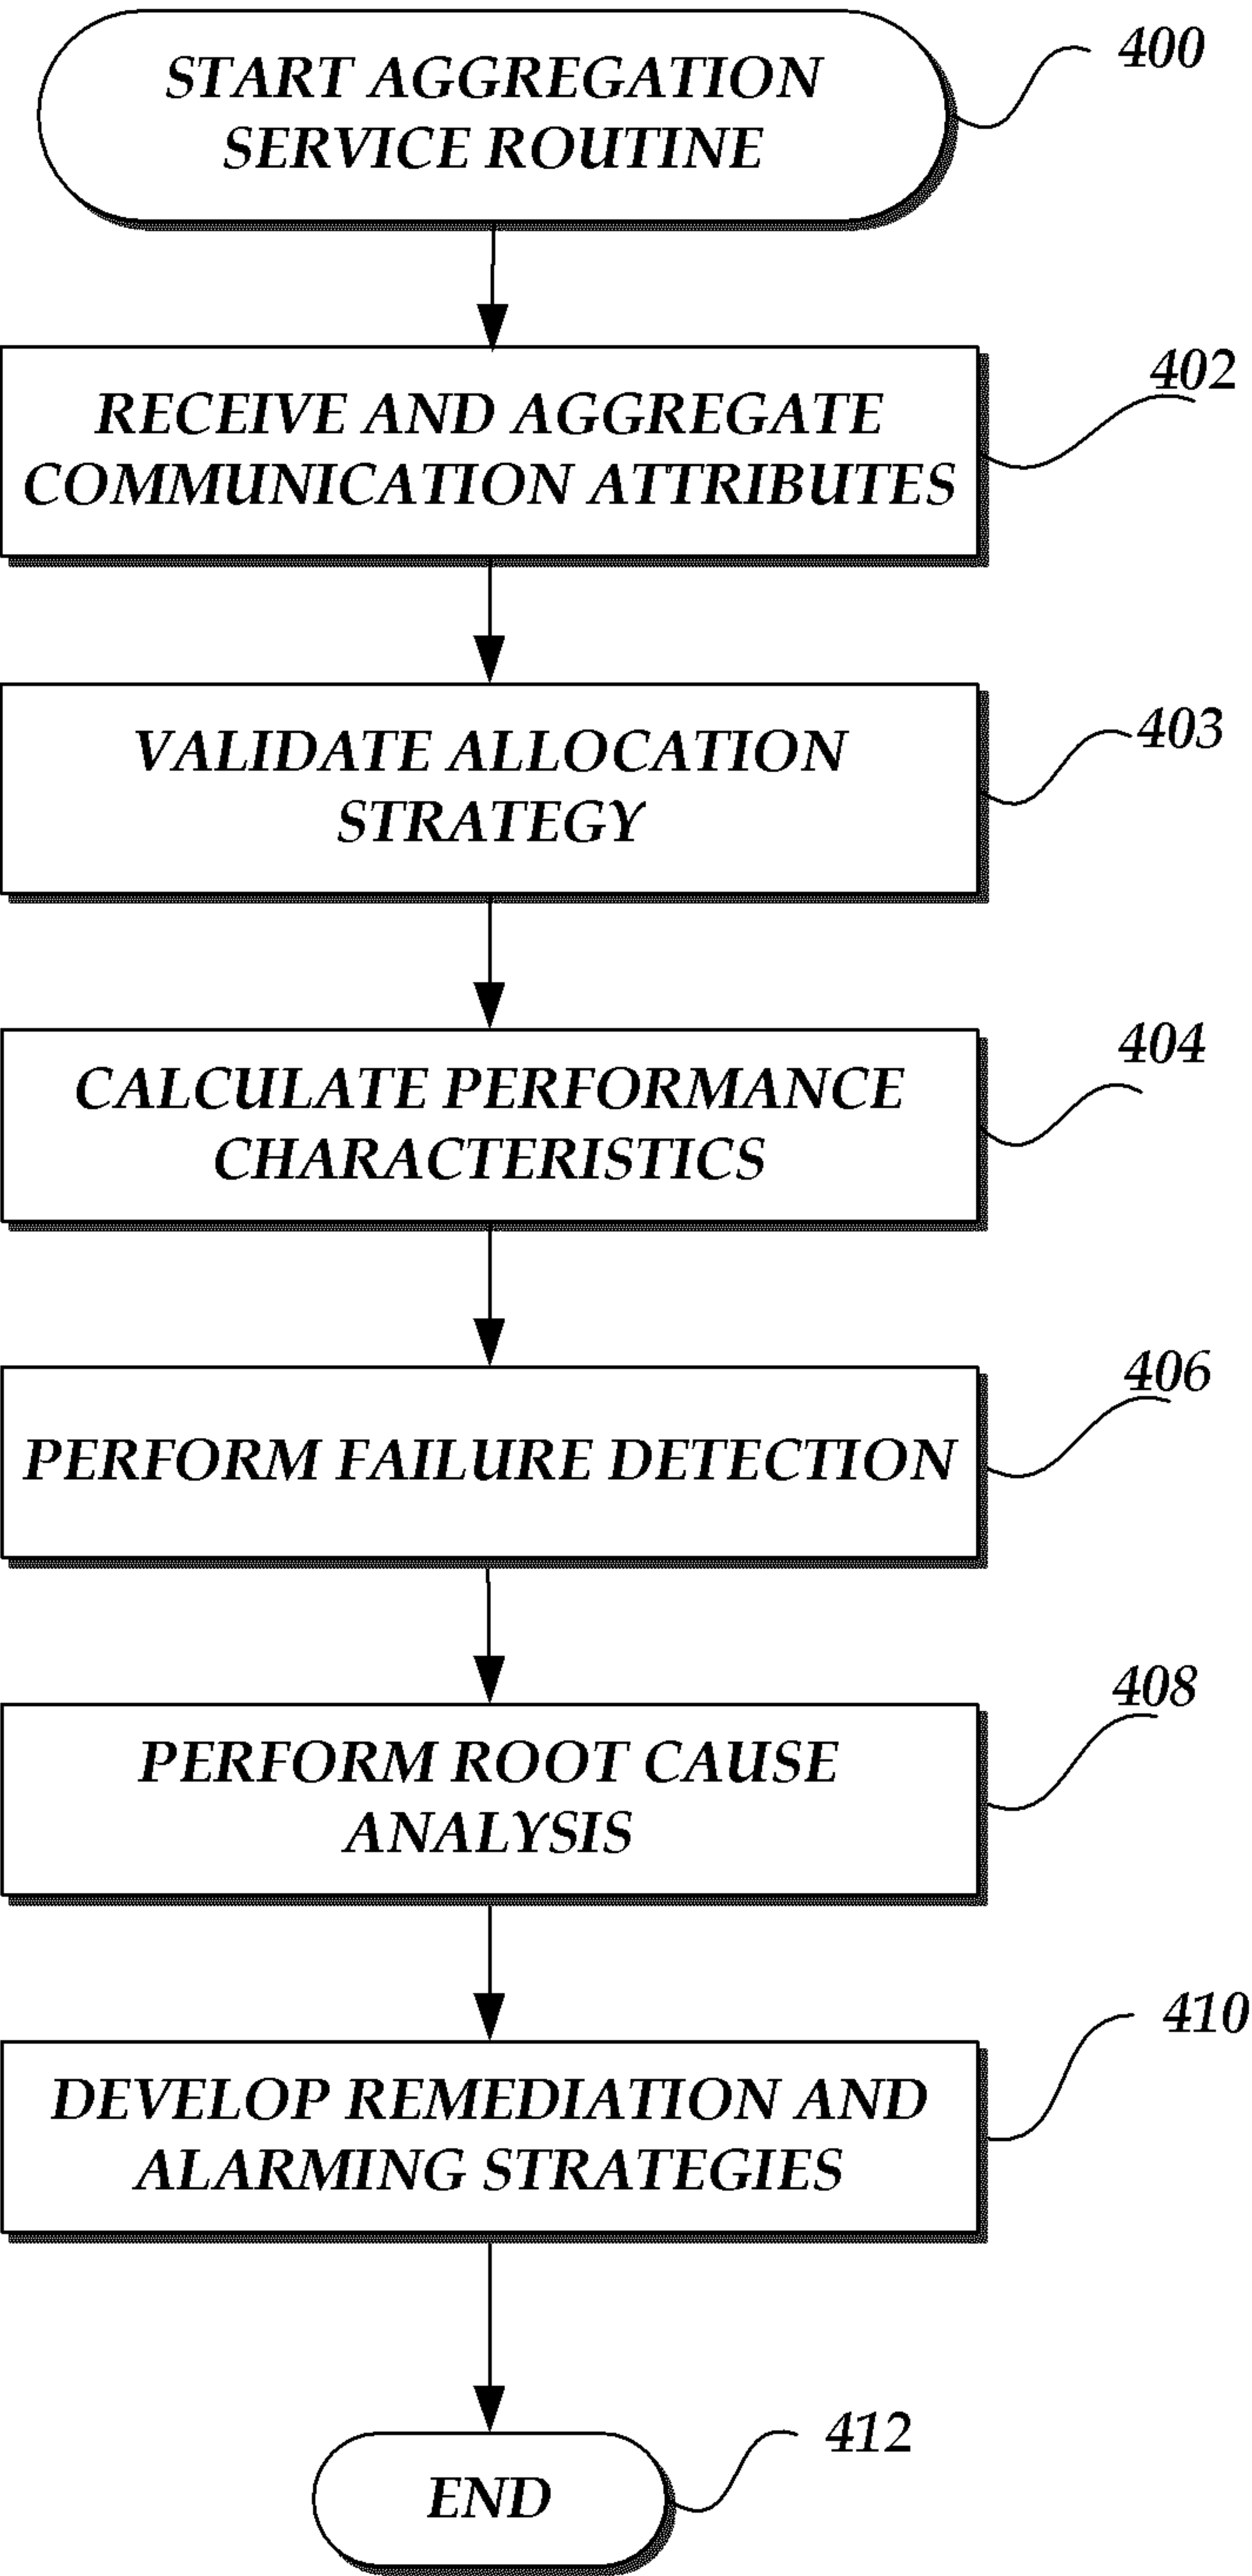 START AGGREGATION
SERVICE ROUTINE
400
RECEIVE AND AGGREGATE
COMMUNICATION ATTRIBUTES
402
VALIDATE ALLOCATION
STRATEGY
403
CALCULATE PERFORMANCE
CHARACTERISTICS
404
PERFORM FAILURE DETECTION
406
PERFORM ROOT CAUSE
ANALYSIS
408
DEVELOP REMEDIATION AND
ALARMING STRATEGIES
410
END
412